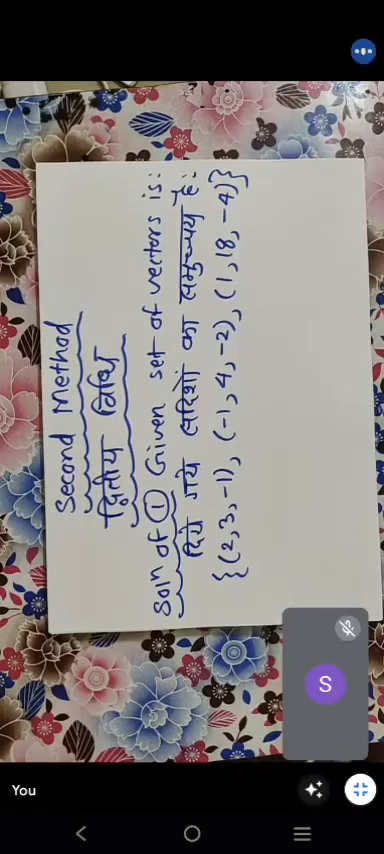 Second Method
द्वितीय विधि
Solⁿ of ① Given set of vectors is:
दिये गये सदिशों का समुच्चय है:
{(2,3,-1), (-1,4,-2), (1,18,-4)}
S
You